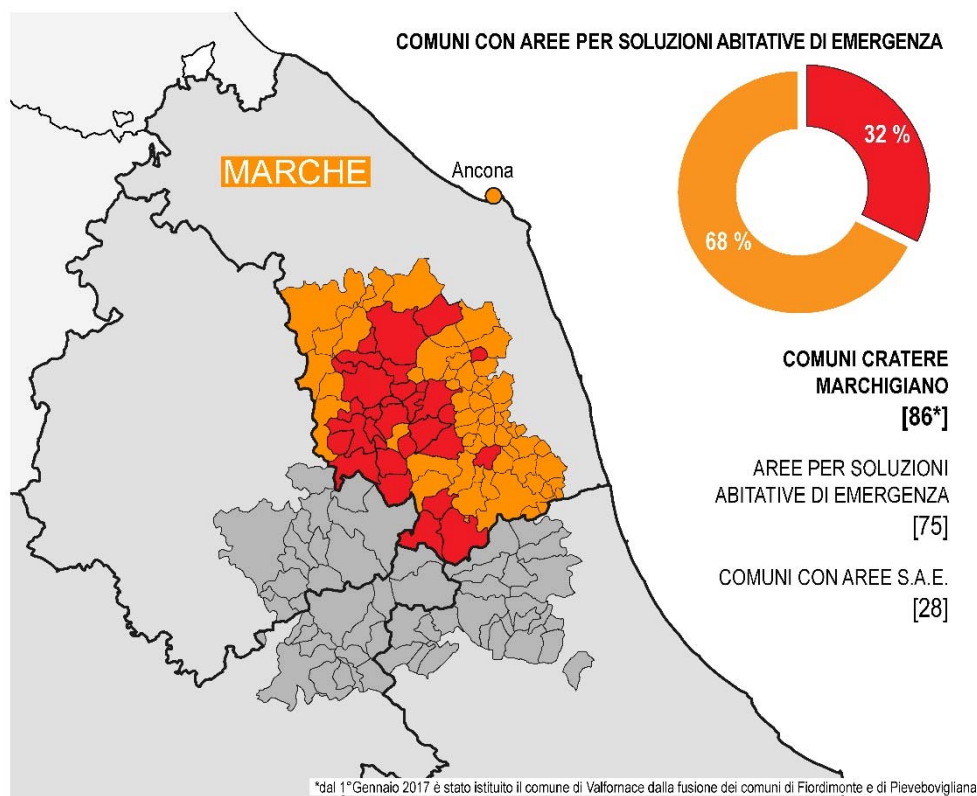 COMUNI CON AREE PER SOLUZIONI ABITATIVE DI EMERGENZA
32 %
68 %
MARCHE
Ancona
COMUNI CRATERE
MARCHIGIANO
[86*]
AREE PER SOLUZIONI
ABITATIVE DI EMERGENZA
[75]
COMUNI CON AREE S.A.E.
[28]
*dal 1°Gennaio 2017 è stato istituito il comune di Valfornace dalla fusione dei comuni di Fiordimonte e di Pievebovigliana